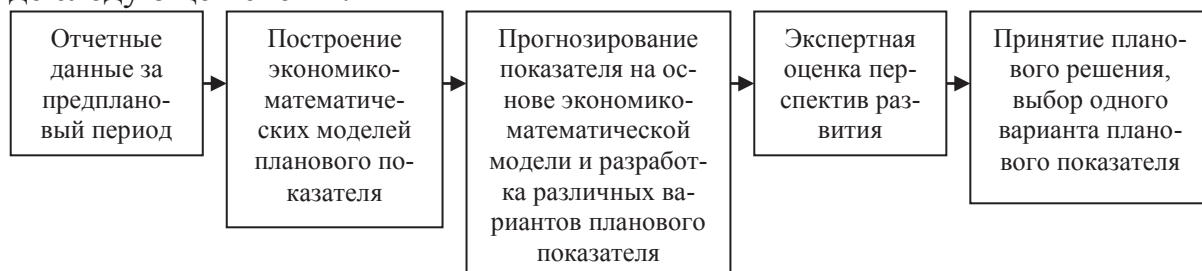 Отчетные
данные за
предплано-
вый период
Построение
экономико-
математиче-
ских моделей
планового по-
казателя
Прогнозирование
показателя на ос-
нове экономико-
математической
модели и разработ-
ка различных ва-
риантов планового
показателя
Экспертная
оценка пер-
спектив раз-
вития
Принятие плано-
вого решения,
выбор одного
варианта плано-
вого показателя